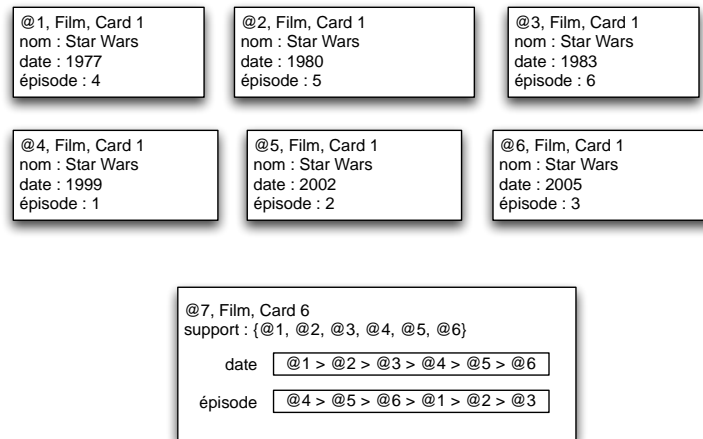 @1, Film, Card 1
nom : Star Wars
date : 1977
épisode : 4
@2, Film, Card 1
nom : Star Wars
date : 1980
épisode : 5
@3, Film, Card 1
nom : Star Wars
date : 1983
épisode : 6
@4, Film, Card 1
nom : Star Wars
date : 1999
épisode : 1
@5, Film, Card 1
nom : Star Wars
date : 2002
épisode : 2
@6, Film, Card 1
nom : Star Wars
date : 2005
épisode : 3
@7, Film, Card 6
support : {@1, @2, @3, @4, @5, @6}
date @1 > @2 > @3 > @4 > @5 > @6
épisode @4 > @5 > @6 > @1 > @2 > @3